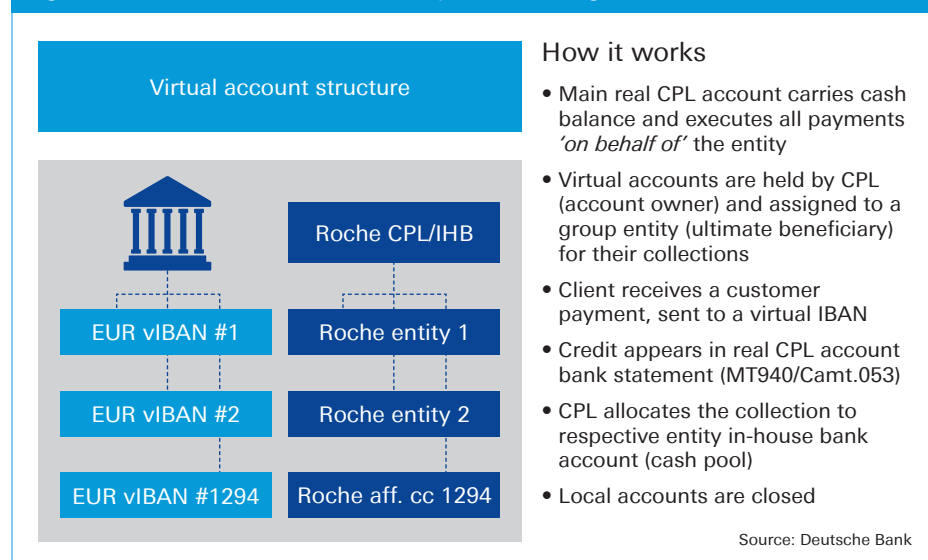 Virtual account structure
Roche CPL/IHB
EUR vIBAN #1
Roche entity 1
EUR vIBAN #2
Roche entity 2
EUR vIBAN #1294
Roche aff. cc 1294
How it works
• Main real CPL account carries cash
balance and executes all payments
‘on behalf of’ the entity
• Virtual accounts are held by CPL
(account owner) and assigned to a
group entity (ultimate beneficiary)
for their collections
• Client receives a customer
payment, sent to a virtual IBAN
• Credit appears in real CPL account
bank statement (MT940/Camt.053)
• CPL allocates the collection to
respective entity in-house bank
account (cash pool)
• Local accounts are closed
Source: Deutsche Bank